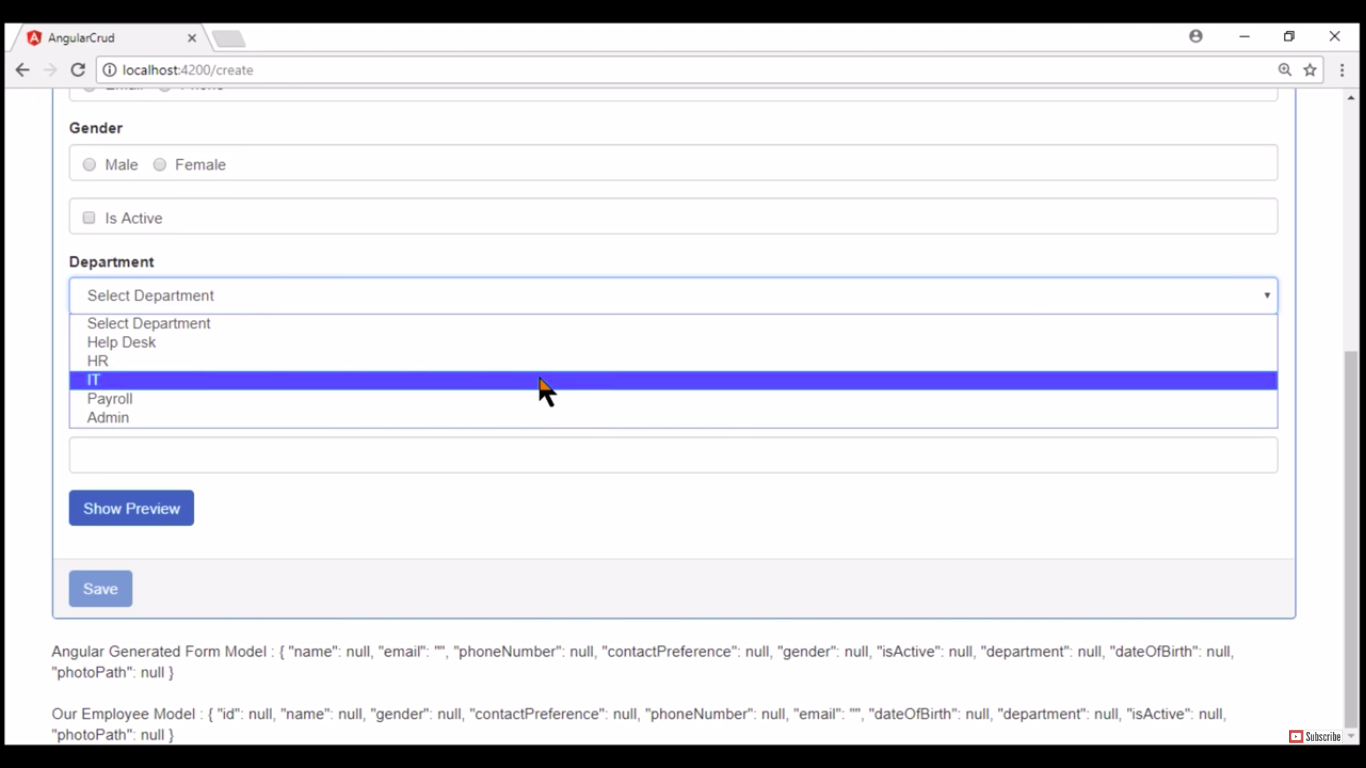 AngularCrud
localhost:4200/create
Email Phone
Gender
Male Female
Is Active
Department
Select Department
Select Department
Help Desk
HR
IT
Payroll
Admin
Show Preview
Save
Angular Generated Form Model : { "name": null, "email": "", "phoneNumber": null, "contactPreference": null, "gender": null, "isActive": null, "department": null, "dateOfBirth": null,
"photoPath": null }
Our Employee Model : { "id": null, "name": null, "gender": null, "contactPreference": null, "phoneNumber": null, "email": "", "dateOfBirth": null, "department": null, "isActive": null,
"photoPath": null }
Subscribe